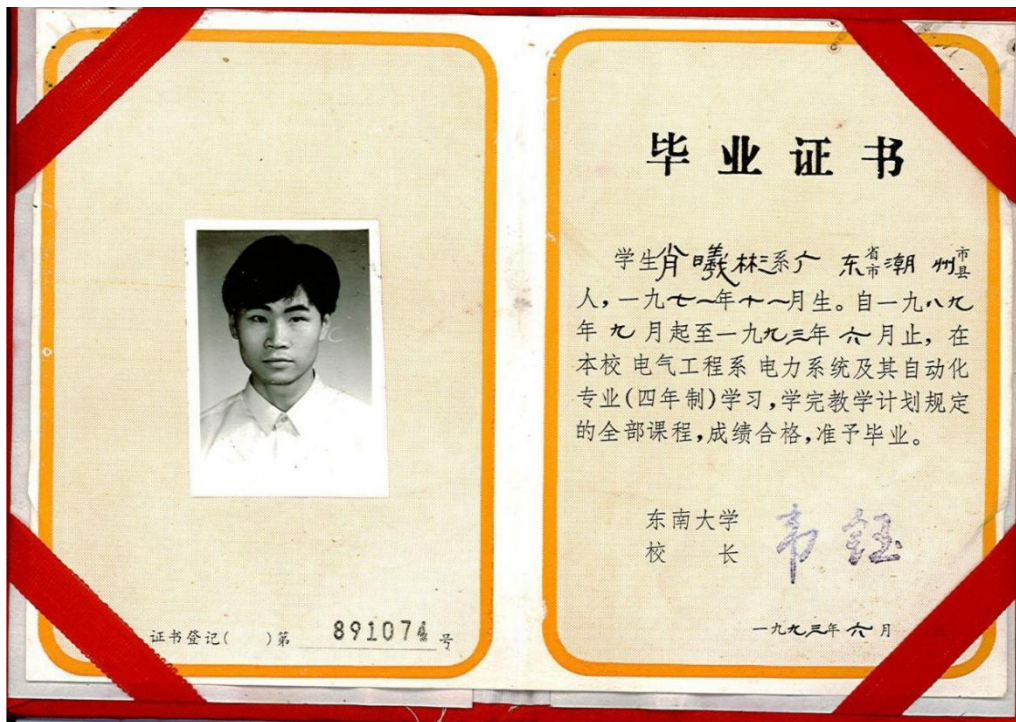 证书登记( )第 891074 号
毕业证书
学生肖曦林系广东省市潮州市县
人，一九七一年十一月生。自一九八九
年九月起至一九九三年六月止，在
本校 电气工程系 电力系统及其自动化
专业(四年制)学习，学完教学计划规定
的全部课程，成绩合格，准予毕业。
东南大学
校 长 韦钰
一九九三年六月